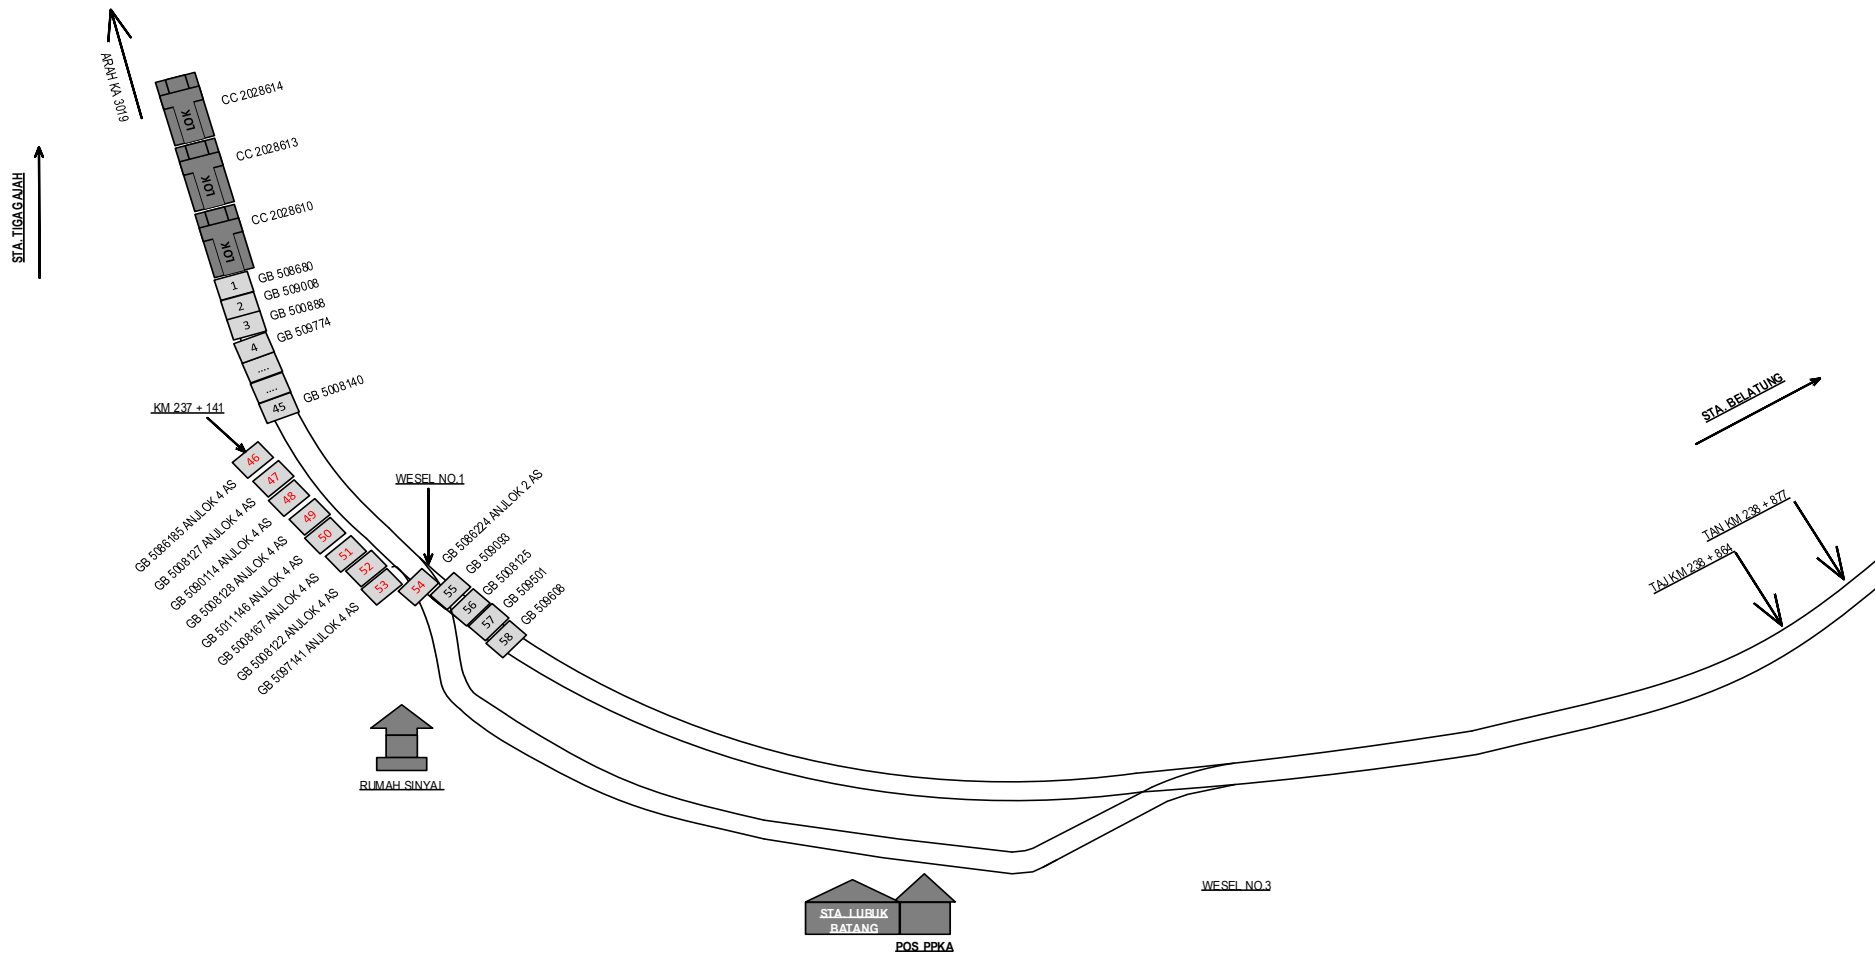 ARAH KA 3019
STA. TIGA GAJAH
LOK
CC 2028614
LOK
CC 2028613
LOK
CC 2028610
1
GB 508680
2
GB 509008
3
GB 500888
4
GB 509774
....
....
45
GB 5008140
KM 237 + 141
46
47
48
49
50
51
52
53
54
55
56
57
58
GB 5086185 ANJLOK 4 AS
GB 5008127 ANJLOK 4 AS
GB 5090114 ANJLOK 4 AS
GB 5008128 ANJLOK 4 AS
GB 5011146 ANJLOK 4 AS
GB 5008167 ANJLOK 4 AS
GB 5008122 ANJLOK 4 AS
GB 5097141 ANJLOK 4 AS
WESEL NO.1
GB 5086224 ANJLOK 2 AS
GB 509093
GB 5008125
GB 509501
GB 509608
STA. BELATUNG
TAN KM 238 + 877
TAJ KM 238 + 864
RUMAH SINYAL
WESEL NO.3
STA. LUBUK
BATANG
POS PPKA